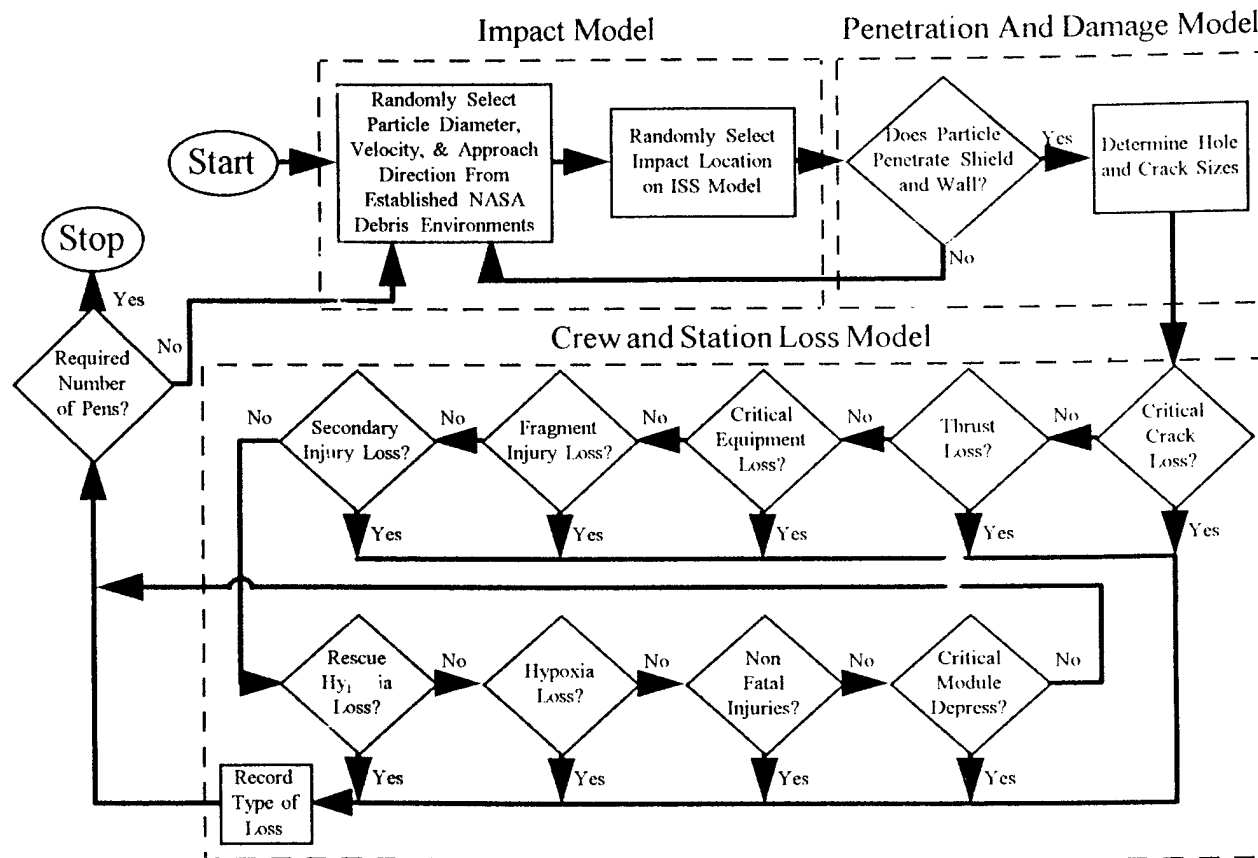 Impact Model
Penetration And Damage Model
Start
Randomly Select
Particle Diameter,
Velocity, & Approach
Direction From
Established NASA
Debris Environments
Randomly Select
Impact Location
on ISS Model
Does Particle
Penetrate Shield
and Wall?
Yes
Determine Hole
and Crack Sizes
No
Stop
Yes
Required
Number
of Pens?
No
Crew and Station Loss Model
No
Secondary
Injury Loss?
No
Fragment
Injury Loss?
No
Critical
Equipment
Loss?
No
Thrust
Loss?
No
Critical
Crack
Loss?
Yes
Yes
Yes
Yes
Yes
Rescue
Loss?
No
Hypoxia
Loss?
No
Non
Fatal
Injuries?
No
Critical
Module
Depress?
No
Yes
Yes
Yes
Yes
Record
Type of
Loss